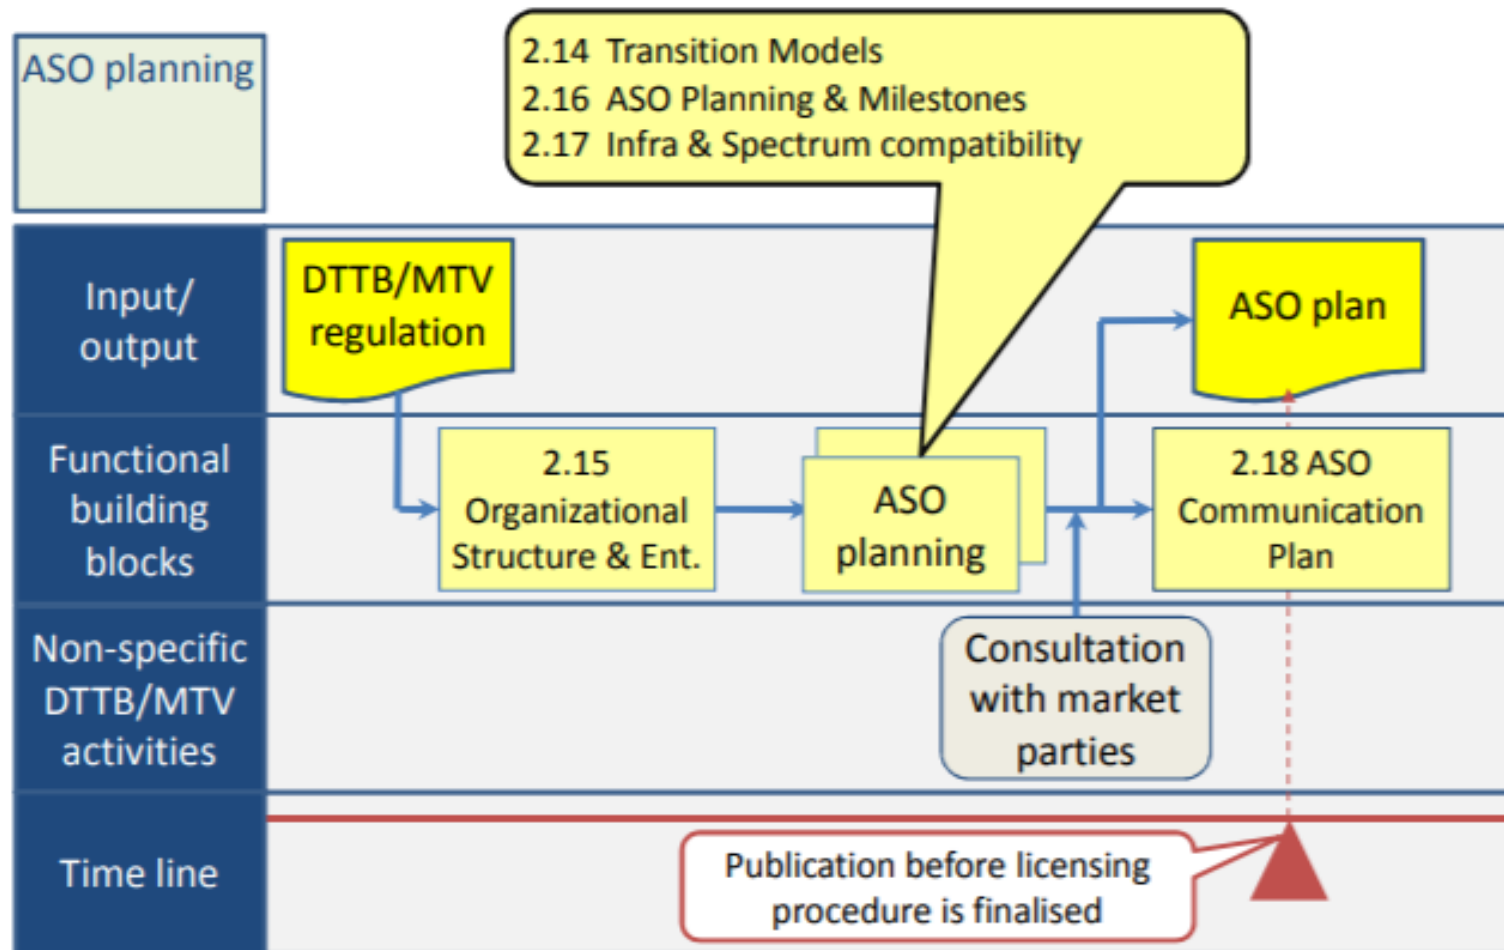 ASO planning
2.14 Transition Models
2.16 ASO Planning & Milestones
2.17 Infra & Spectrum compatibility
Input/
output
DTTB/MTV
regulation
ASO plan
Functional
building
blocks
2.15
Organizational
Structure & Ent.
ASO
planning
2.18 ASO
Communication
Plan
Non-specific
DTTB/MTV
activities
Consultation
with market
parties
Time line
Publication before licensing
procedure is finalised